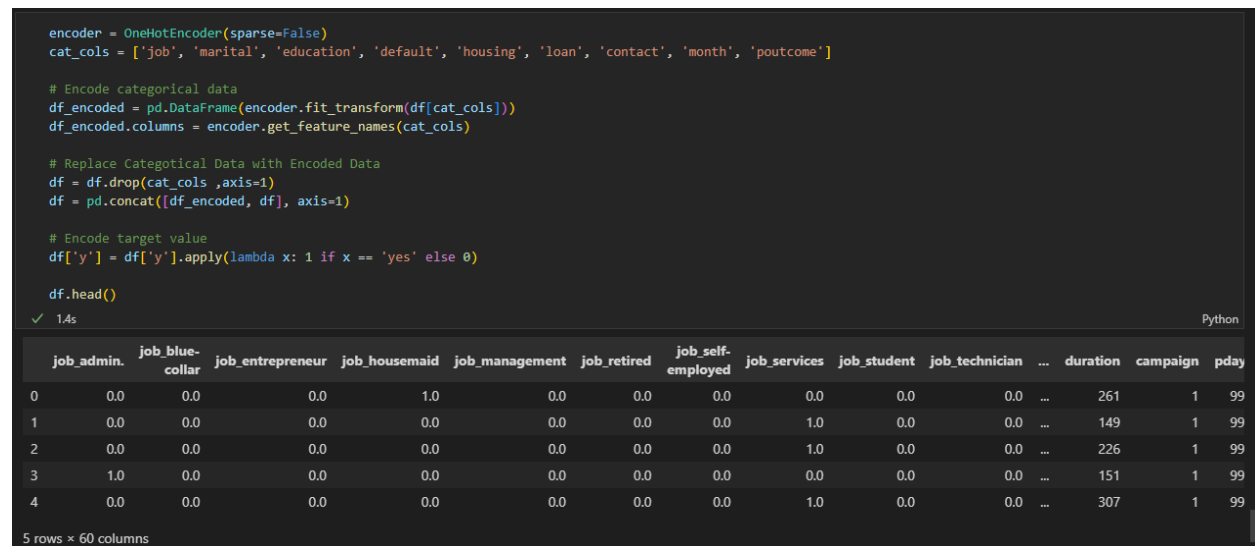 encoder = OneHotEncoder(sparse=False)
cat_cols = ['job', 'marital', 'education', 'default', 'housing', 'loan', 'contact', 'month', 'poutcome']
# Encode categorical data
df_encoded = pd.DataFrame(encoder.fit_transform(df[cat_cols]))
df_encoded.columns = encoder.get_feature_names(cat_cols)
# Replace Categotical Data with Encoded Data
df = df.drop(cat_cols ,axis=1)
df = pd.concat([df_encoded, df], axis=1)
# Encode target value
df['y'] = df['y'].apply(lambda x: 1 if x == 'yes' else 0)
df.head()
✓ 1.4s Python
job_admin. job_blue-collar job_entrepreneur job_housemaid job_management job_retired job_self-employed job_services job_student job_technician ... duration campaign pday
0 0.0 0.0 0.0 1.0 0.0 0.0 0.0 0.0 0.0 0.0 ... 261 1 99
1 0.0 0.0 0.0 0.0 0.0 0.0 0.0 1.0 0.0 0.0 ... 149 1 99
2 0.0 0.0 0.0 0.0 0.0 0.0 0.0 1.0 0.0 0.0 ... 226 1 99
3 1.0 0.0 0.0 0.0 0.0 0.0 0.0 0.0 0.0 0.0 ... 151 1 99
4 0.0 0.0 0.0 0.0 0.0 0.0 0.0 1.0 0.0 0.0 ... 307 1 99
5 rows × 60 columns